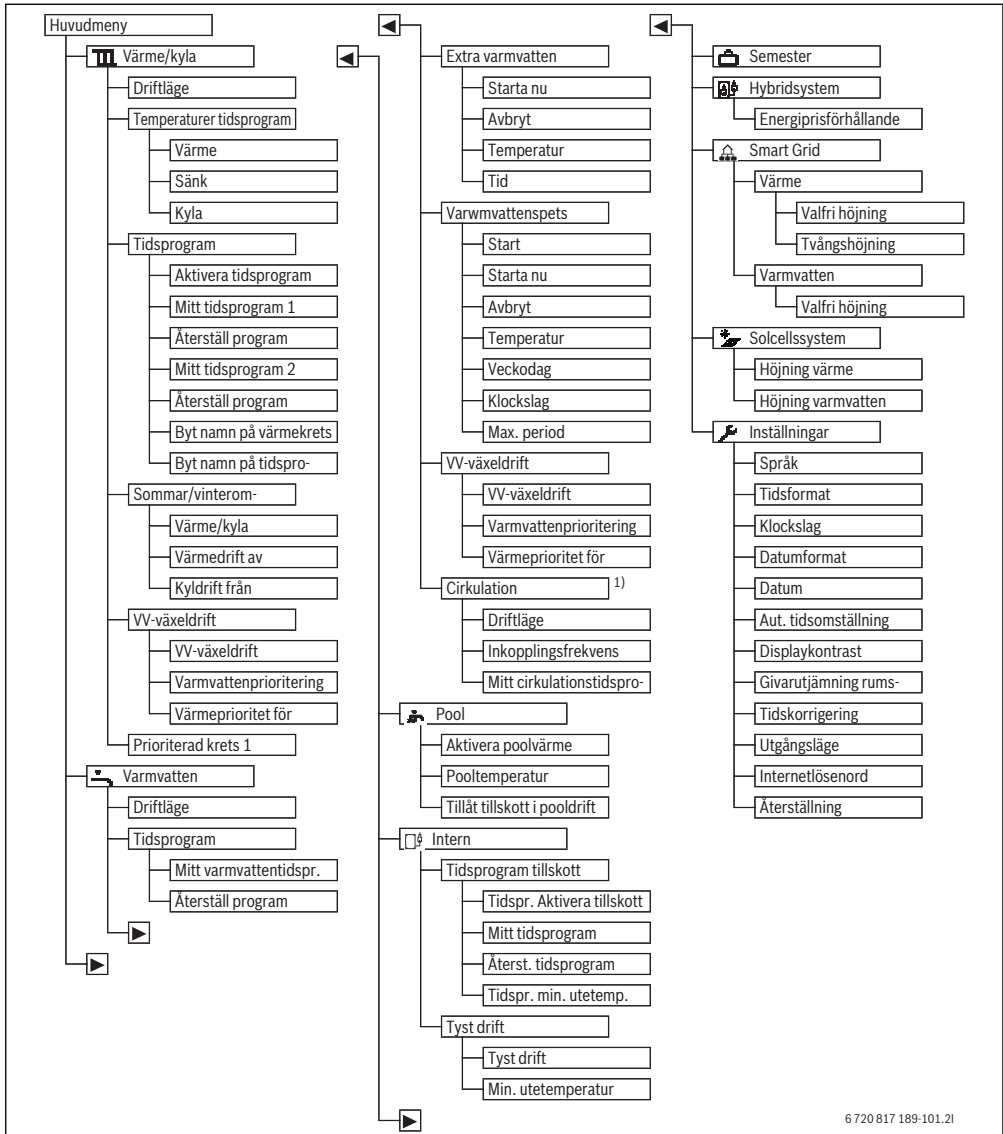 Huvudmeny
Värme/kyla
Driftläge
Temperaturer tidsprogram
Värme
Sänk
Kyla
Tidsprogram
Aktivera tidsprogram
Mitt tidsprogram 1
Återställ program
Mitt tidsprogram 2
Återställ program
Byt namn på värmekrets
Byt namn på tidspro-
Sommar/vinterom-
Värme/kyla
Värmedrift av
Kyldrift från
VV-växeldrift
VV-växeldrift
Varmvattenprioritering
Värmeprioritet för
Prioriterad krets 1
Varmvatten
Driftläge
Tidsprogram
Mitt varmvattentidspr.
Återställ program
Extra varmvatten
Starta nu
Avbryt
Temperatur
Tid
Varwmvattenspets
Start
Starta nu
Avbryt
Temperatur
Veckodag
Klockslag
Max. period
VV-växeldrift
VV-växeldrift
Varmvattenprioritering
Värmeprioritet för
Cirkulation 1)
Driftläge
Inkopplingsfrekvens
Mitt cirkulationstidspro-
Pool
Aktivera poolvärme
Pooltemperatur
Tillåt tillskott i pooldrift
Intern
Tidsprogram tillskott
Tidspr. Aktivera tillskott
Mitt tidsprogram
Återst. tidsprogram
Tidspr. min. utetemp.
Tyst drift
Tyst drift
Min. utetemperatur
Semester
Hybridsystem
Energiprisförhållande
Smart Grid
Värme
Valfri höjning
Tvångshöjning
Varmvatten
Valfri höjning
Solcellssystem
Höjning värme
Höjning varmvatten
Inställningar
Språk
Tidsformat
Klockslag
Datumformat
Datum
Aut. tidsomställning
Displaykontrast
Givarutjämning rums-
Tidskorrigering
Utgångsläge
Internetlösenord
Återställning
6 720 817 189-101.2I